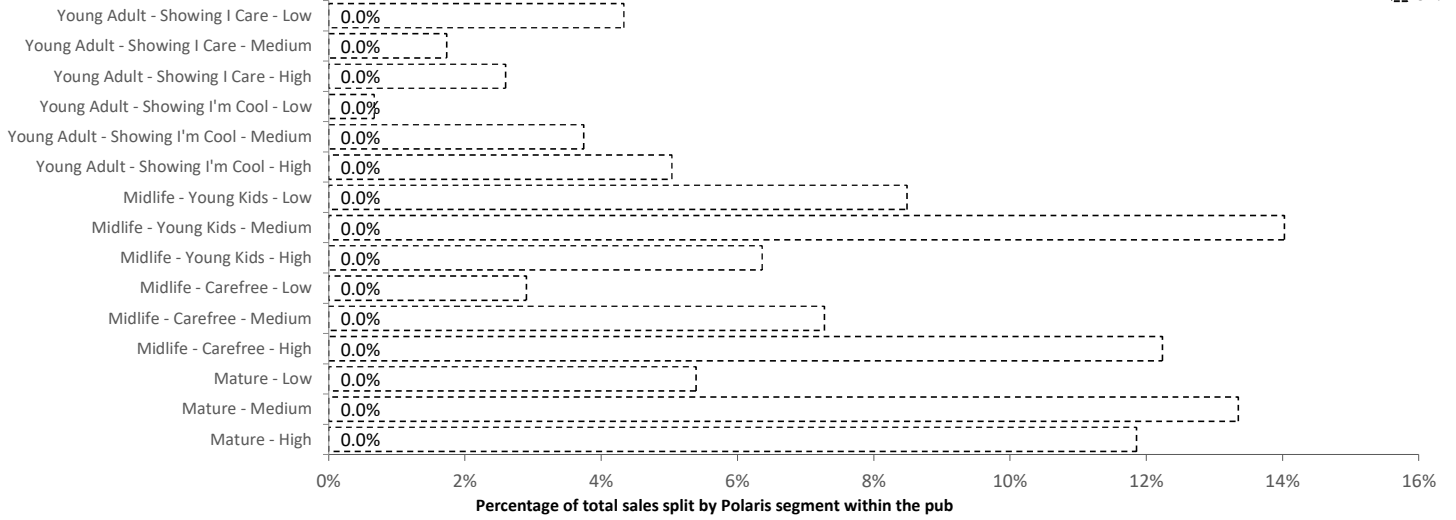 Young Adult - Showing I Care - Low 0.0%
Young Adult - Showing I Care - Medium 0.0%
Young Adult - Showing I Care - High 0.0%
Young Adult - Showing I'm Cool - Low 0.0%
Young Adult - Showing I'm Cool - Medium 0.0%
Young Adult - Showing I'm Cool - High 0.0%
Midlife - Young Kids - Low 0.0%
Midlife - Young Kids - Medium 0.0%
Midlife - Young Kids - High 0.0%
Midlife - Carefree - Low 0.0%
Midlife - Carefree - Medium 0.0%
Midlife - Carefree - High 0.0%
Mature - Low 0.0%
Mature - Medium 0.0%
Mature - High 0.0%
0% 2% 4% 6% 8% 10% 12% 14% 16%
Percentage of total sales split by Polaris segment within the pub